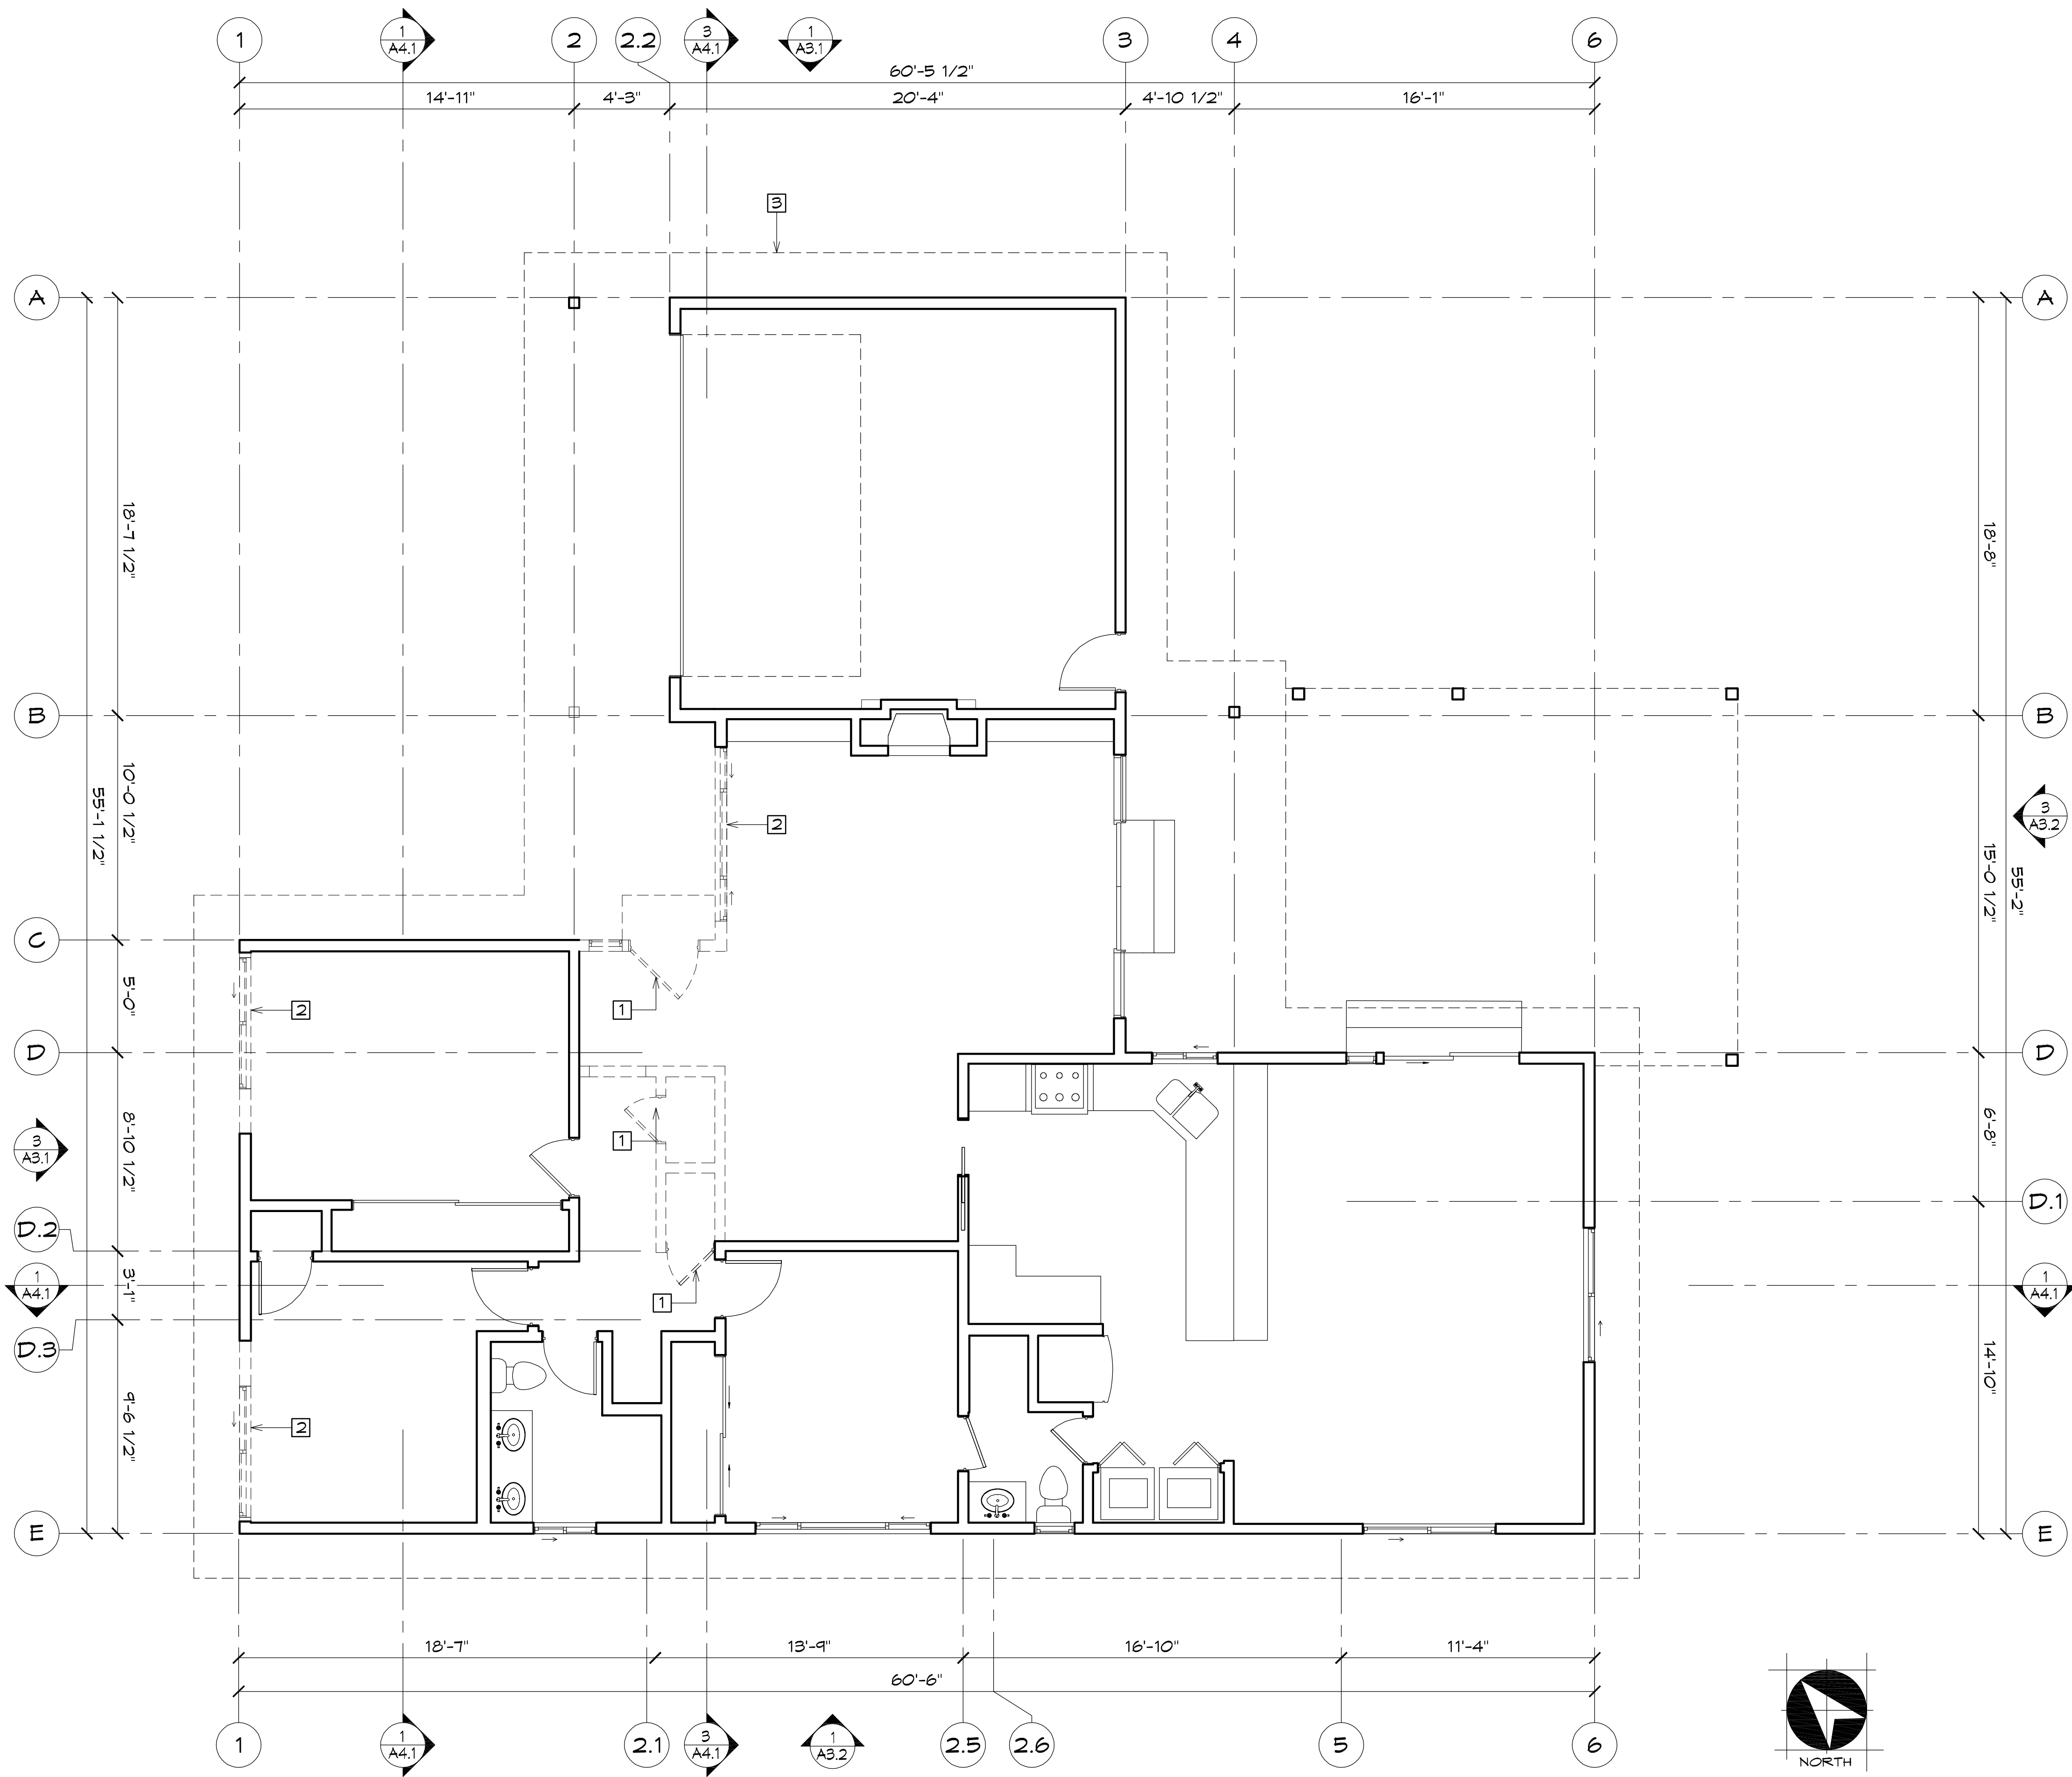 1
1
A4.1
2
2.2
3
A4.1
1
A3.1
3
4
6
60'-5 1/2"
14'-11"
4'-3"
20'-4"
4'-10 1/2"
16'-1"
3
A
A
18'-7 1/2"
18'-8"
B
B
10'-0 1/2"
55'-1 1/2"
2
3
A3.2
15'-0 1/2"
55'-2"
C
5'-0"
2
1
D
D
8'-10 1/2"
6'-8"
1
3
A3.1
D.1
D.2
3'-1"
1
A4.1
1
A4.1
1
D.3
14'-10"
9'-6 1/2"
2
E
E
18'-7"
13'-9"
16'-10"
11'-4"
60'-6"
1
1
A4.1
2.1
3
A4.1
1
A3.2
2.5
2.6
5
6
NORTH